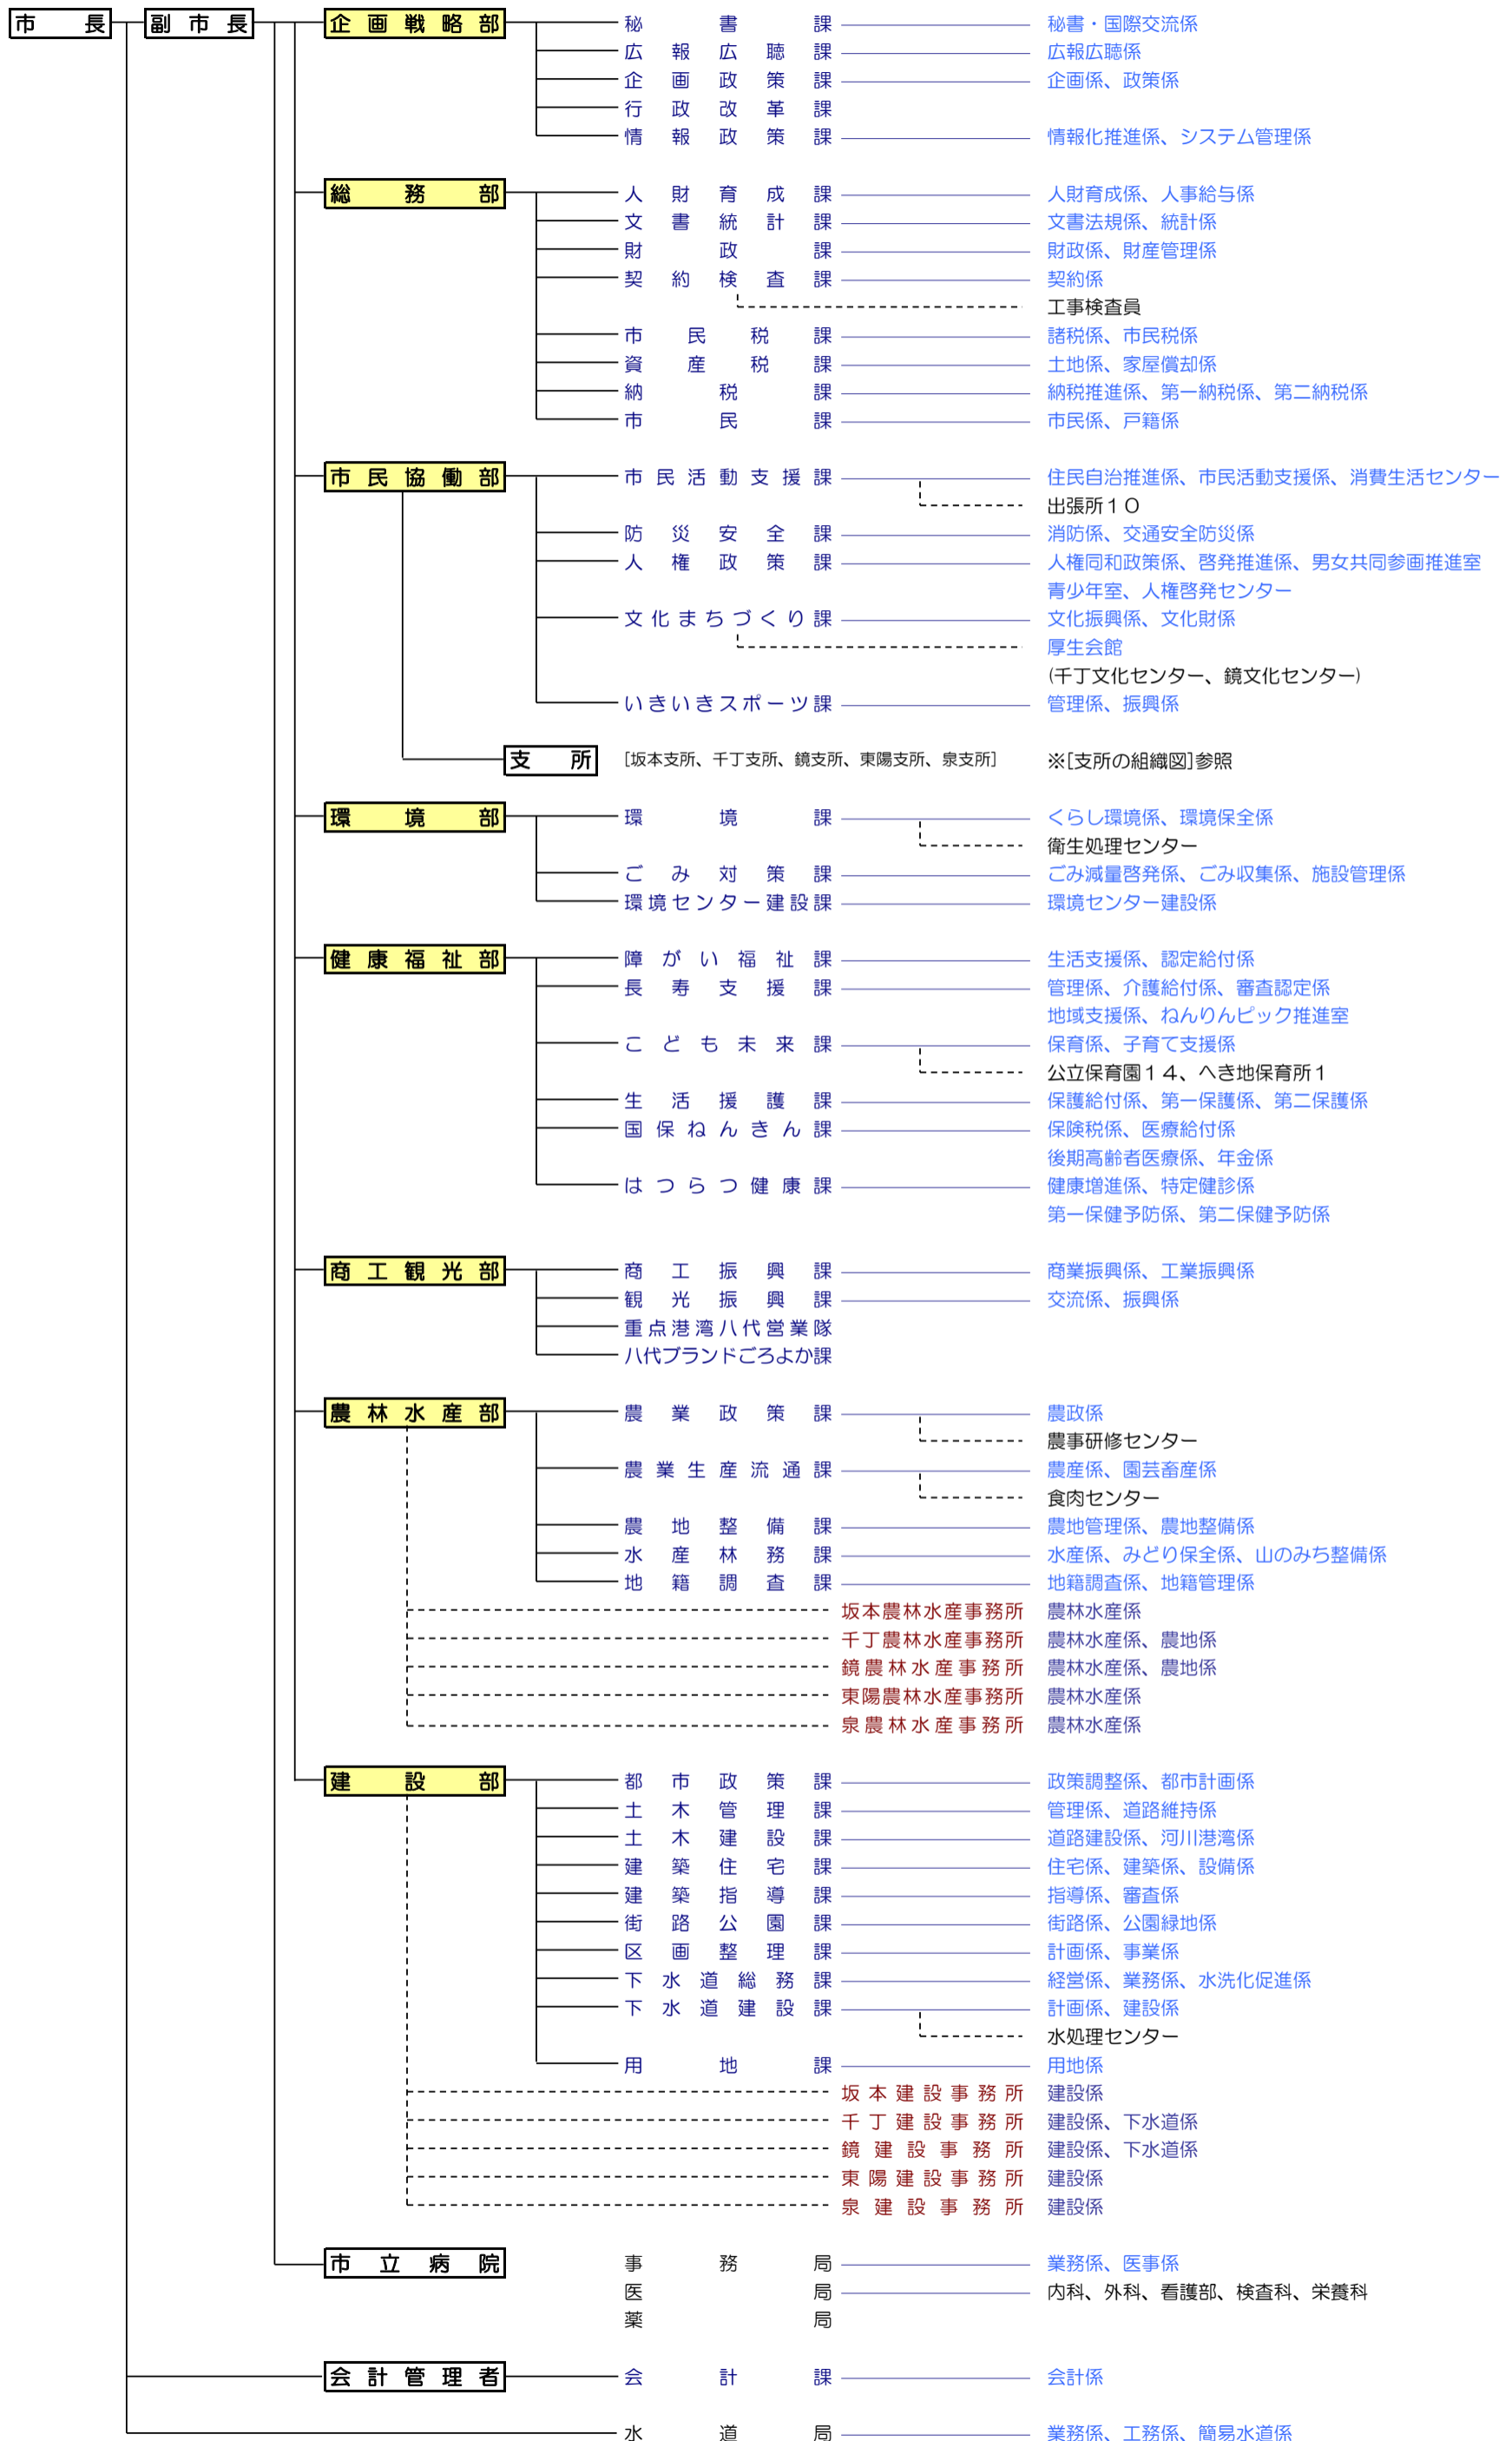 市長 副市長 企画戦略部 秘書課 秘書・国際交流係
広報広聴課 広報広聴係
企画政策課 企画係、政策係
行政改革課
情報政策課 情報化推進係、システム管理係
総務部 人財育成課 人財育成係、人事給与係
文書統計課 文書法規係、統計係
財政課 財政係、財産管理係
契約検査課 契約係
工事検査員
市民税課 諸税係、市民税係
資産税課 土地係、家屋償却係
納税課 納税推進係、第一納税係、第二納税係
市民課 市民係、戸籍係
市民協働部 市民活動支援課 住民自治推進係、市民活動支援係、消費生活センター
出張所10
防災安全課 消防係、交通安全防災係
人権政策課 人権同和政策係、啓発推進係、男女共同参画推進室
青少年室、人権啓発センター
文化まちづくり課 文化振興係、文化財係
厚生会館
(千丁文化センター、鏡文化センター)
いきいきスポーツ課 管理係、振興係
支所 [坂本支所、千丁支所、鏡支所、東陽支所、泉支所] ※[支所の組織図]参照
環境部 環境課 くらし環境係、環境保全係
衛生処理センター
ごみ対策課 ごみ減量啓発係、ごみ収集係、施設管理係
環境センター建設課 環境センター建設係
健康福祉部 障がい福祉課 生活支援係、認定給付係
長寿支援課 管理係、介護給付係、審査認定係
地域支援係、ねんりんピック推進室
こども未来課 保育係、子育て支援係
公立保育園14、へき地保育所1
生活援護課 保護給付係、第一保護係、第二保護係
国保ねんきん課 保険税係、医療給付係
後期高齢者医療係、年金係
はつらつ健康課 健康増進係、特定健診係
第一保健予防係、第二保健予防係
商工観光部 商工振興課 商業振興係、工業振興係
観光振興課 交流係、振興係
重点港湾八代営業隊
八代ブランドごろよか課
農林水産部 農業政策課 農政係
農事研修センター
農業生産流通課 農産係、園芸畜産係
食肉センター
農地整備課 農地管理係、農地整備係
水産林務課 水産係、みどり保全係、山のみち整備係
地籍調査課 地籍調査係、地籍管理係
坂本農林水産事務所 農林水産係
千丁農林水産事務所 農林水産係、農地係
鏡農林水産事務所 農林水産係、農地係
東陽農林水産事務所 農林水産係
泉農林水産事務所 農林水産係
建設部 都市政策課 政策調整係、都市計画係
土木管理課 管理係、道路維持係
土木建設課 道路建設係、河川港湾係
建築住宅課 住宅係、建築係、設備係
建築指導課 指導係、審査係
街路公園課 街路係、公園緑地係
区画整理課 計画係、事業係
下水道総務課 経営係、業務係、水洗化促進係
下水道建設課 計画係、建設係
水処理センター
用地課 用地係
坂本建設事務所 建設係
千丁建設事務所 建設係、下水道係
鏡建設事務所 建設係、下水道係
東陽建設事務所 建設係
泉建設事務所 建設係
市立病院 事務局 業務係、医事係
医局 内科、外科、看護部、検査科、栄養科
薬局
会計管理者 会計課 会計係
水道局 業務係、工務係、簡易水道係